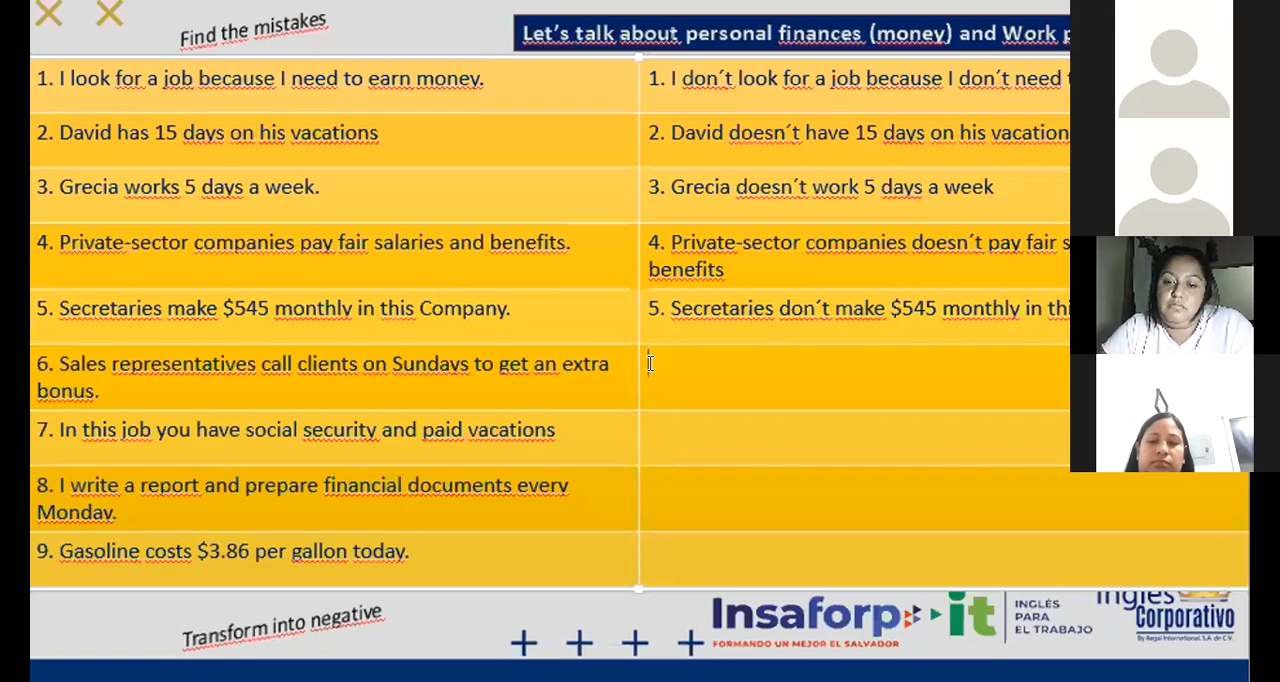 Find the mistakes
Let's talk about personal finances (money) and Work
1. I look for a job because I need to earn money.
1. I don´t look for a job because I don´t need
2. David has 15 days on his vacations
2. David doesn´t have 15 days on his vacation
3. Grecia works 5 days a week.
3. Grecia doesn´t work 5 days a week
4. Private-sector companies pay fair salaries and benefits.
4. Private-sector companies doesn´t pay fair
benefits
5. Secretaries make $545 monthly in this Company.
5. Secretaries don´t make $545 monthly in
6. Sales representatives call clients on Sundays to get an extra
bonus.
7. In this job you have social security and paid vacations
8. I write a report and prepare financial documents every
Monday.
9. Gasoline costs $3.86 per gallon today.
Transform into negative
Insaforp it
FORMANDO UN MEJOR EL SALVADOR
INGLÉS
PARA
EL TRABAJO
Inglés
Corporativo
By Regal International, S.A. de C.V.